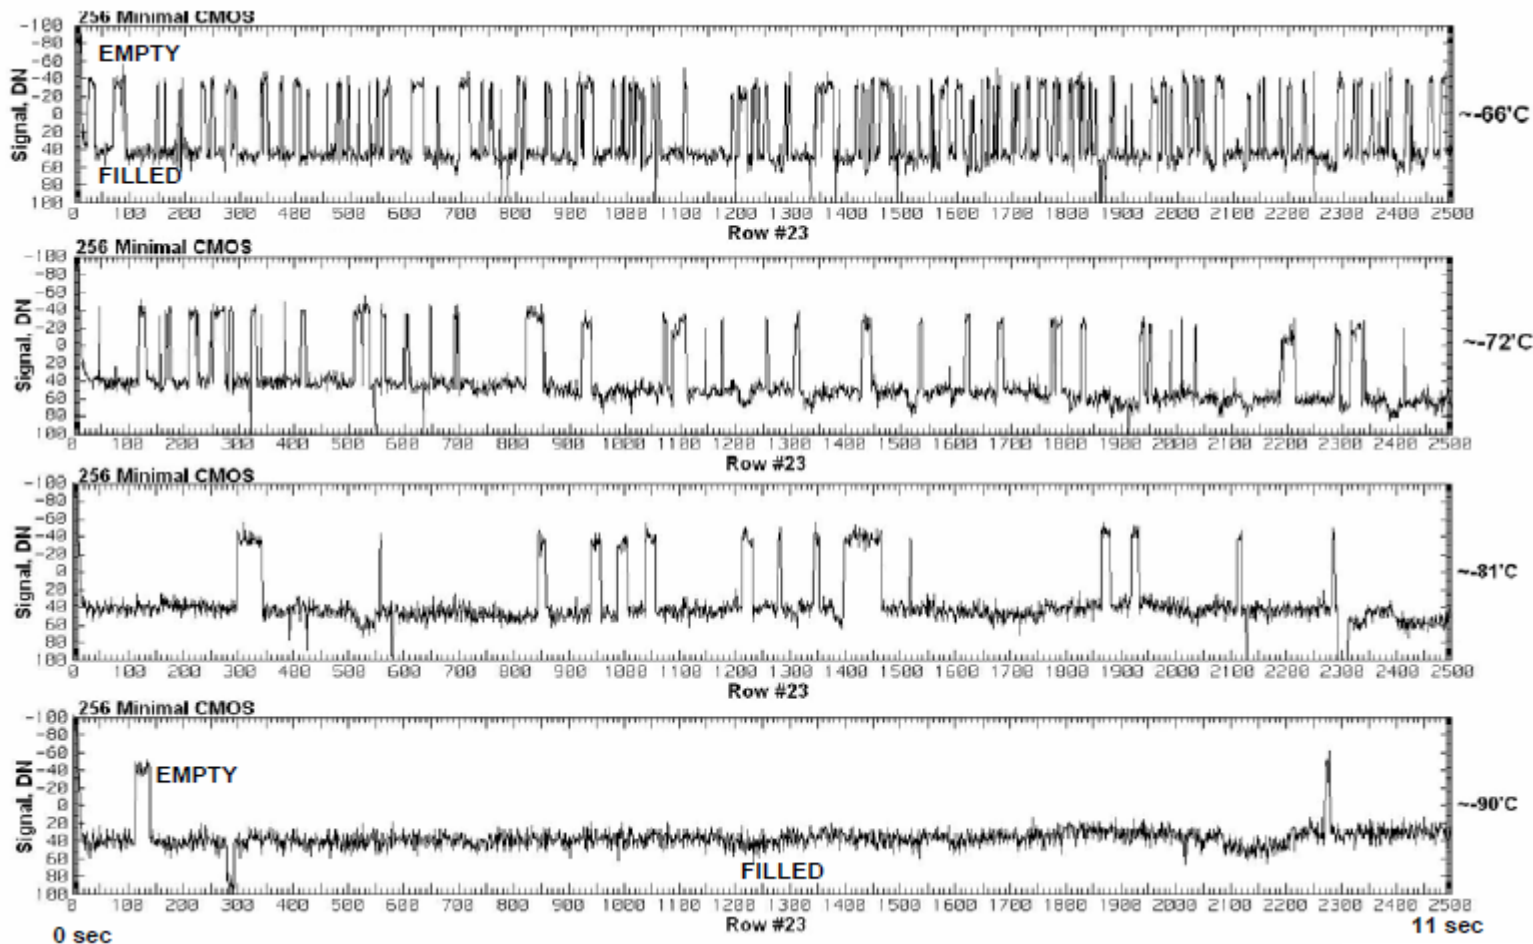 256 Minimal CMOS
-100
-80
-60
-40
-20
0
20
40
60
80
100
Signal, DN
EMPTY
FILLED
~-66'C
0 100 200 300 400 500 600 700 800 900 1000 1100 1200 1300 1400 1500 1600 1700 1800 1900 2000 2100 2200 2300 2400 2500
Row #23
256 Minimal CMOS
-100
-80
-60
-40
-20
0
20
40
60
80
100
Signal, DN
~-72'C
0 100 200 300 400 500 600 700 800 900 1000 1100 1200 1300 1400 1500 1600 1700 1800 1900 2000 2100 2200 2300 2400 2500
Row #23
256 Minimal CMOS
-100
-80
-60
-40
-20
0
20
40
60
80
100
Signal, DN
~-81'C
0 100 200 300 400 500 600 700 800 900 1000 1100 1200 1300 1400 1500 1600 1700 1800 1900 2000 2100 2200 2300 2400 2500
Row #23
256 Minimal CMOS
-100
-80
-60
-40
-20
0
20
40
60
80
100
Signal, DN
EMPTY
FILLED
~-90'C
0 100 200 300 400 500 600 700 800 900 1000 1100 1200 1300 1400 1500 1600 1700 1800 1900 2000 2100 2200 2300 2400 2500
Row #23
0 sec
11 sec